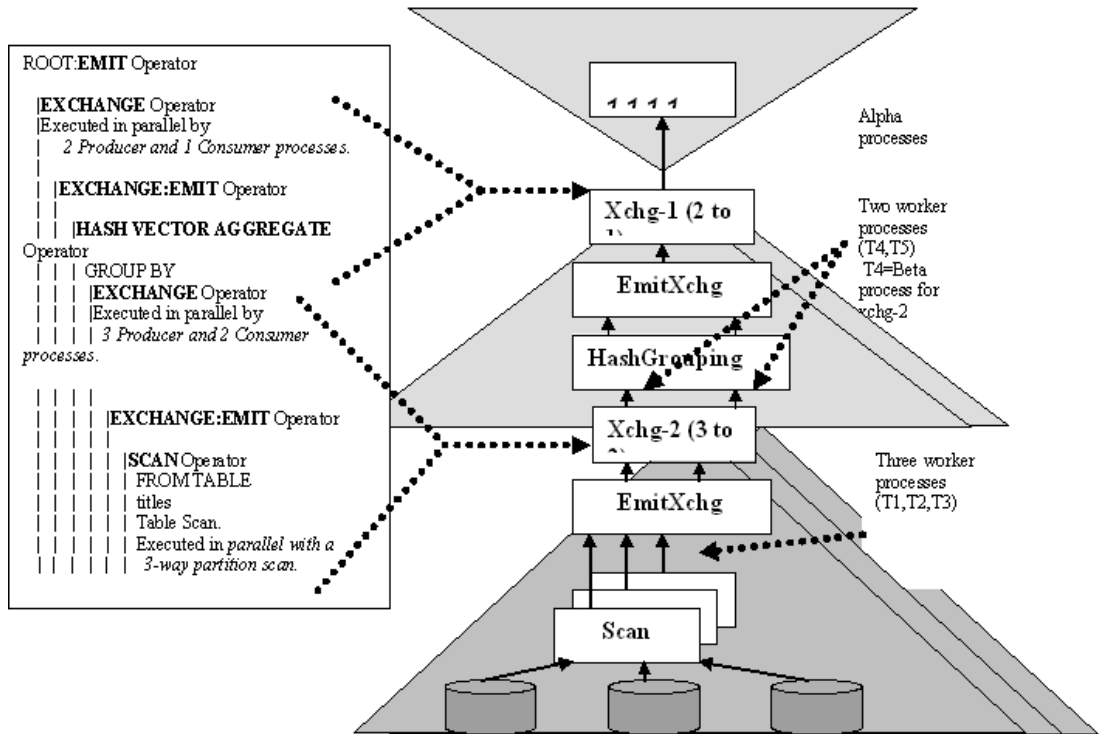 ROOT:EMIT Operator
|EXCHANGE Operator
|Executed in parallel by
| 2 Producer and 1 Consumer processes.
|
| |EXCHANGE:EMIT Operator
| |
| | |HASH VECTOR AGGREGATE
Operator
| | | | GROUP BY
| | | | |EXCHANGE Operator
| | | | |Executed in parallel by
| | | | | 3 Producer and 2 Consumer
processes.
| | | |
| | | | |EXCHANGE:EMIT Operator
| | | | |
| | | | | |SCAN Operator
| | | | | | FROM TABLE
| | | | | | titles
| | | | | | Table Scan.
| | | | | | Executed in parallel with a
| | | | | | 3-way partition scan.
Xchg-1 (2 to
EmitXchg
HashGrouping
Xchg-2 (3 to
EmitXchg
Scan
Alpha
processes
Two worker
processes
(T4,T5)
T4=Beta
process for
xchg-2
Three worker
processes
(T1,T2,T3)